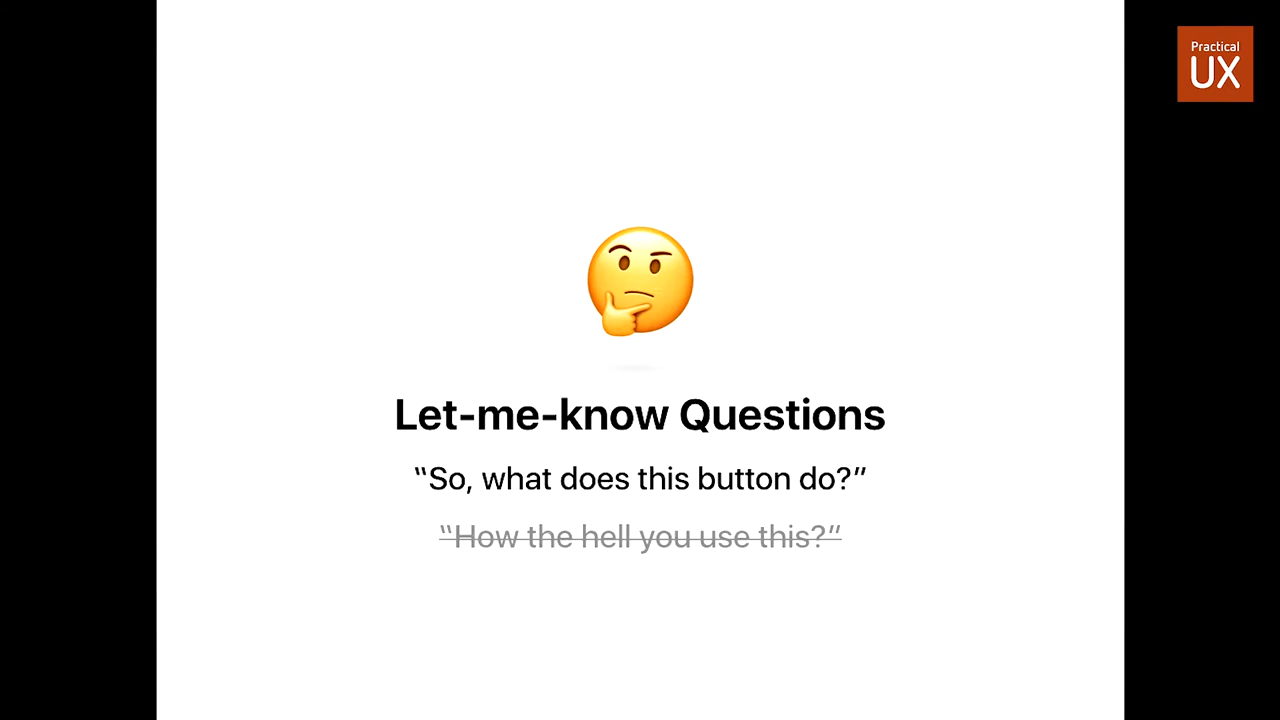 Practical
UX
Let-me-know Questions
“So, what does this button do?”
“How the hell you use this?”